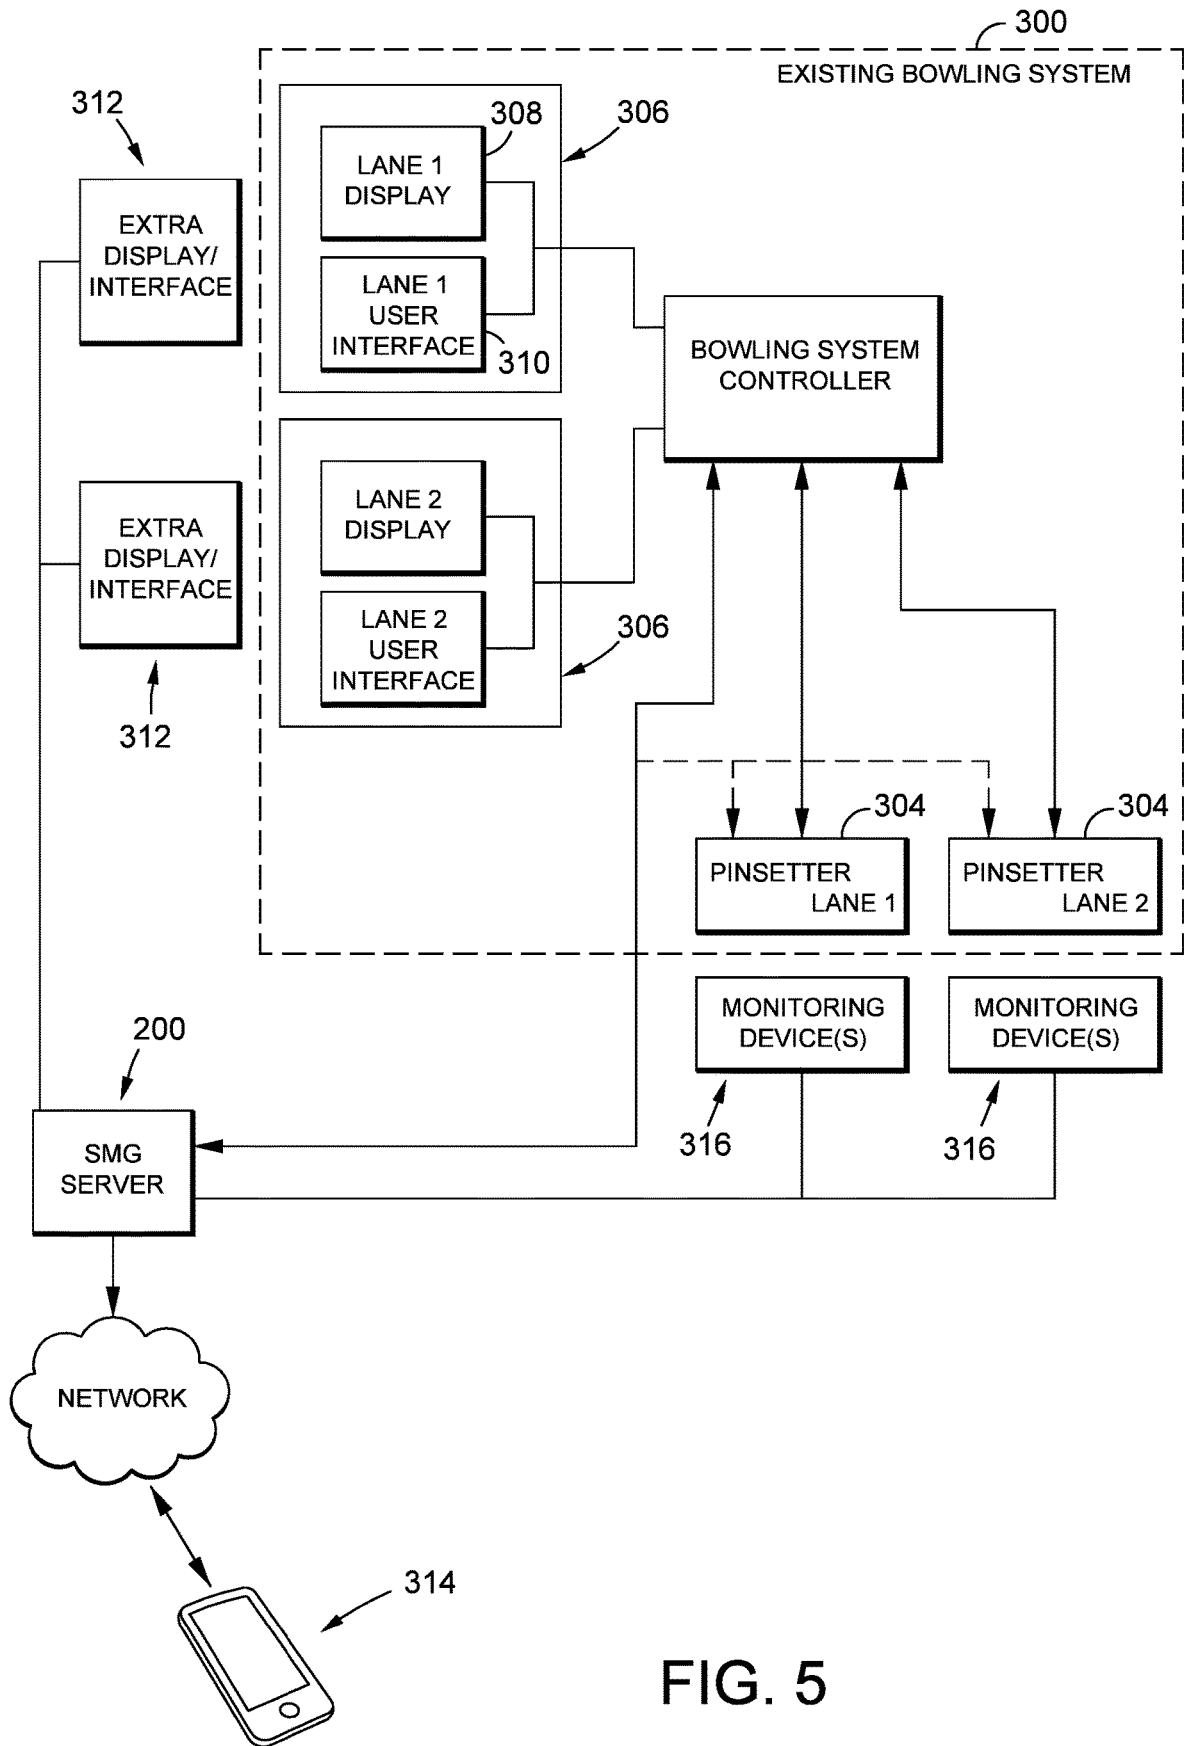 300
EXISTING BOWLING SYSTEM
312
308
306
LANE 1
DISPLAY
EXTRA
DISPLAY/
INTERFACE
LANE 1
USER
INTERFACE
310
BOWLING SYSTEM
CONTROLLER
LANE 2
DISPLAY
EXTRA
DISPLAY/
INTERFACE
LANE 2
USER
INTERFACE
306
312
304
304
PINSETTER
LANE 1
PINSETTER
LANE 2
MONITORING
DEVICE(S)
MONITORING
DEVICE(S)
200
316
316
SMG
SERVER
NETWORK
314
FIG. 5